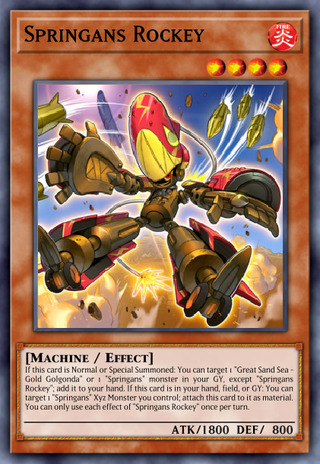 Springans Rockey
FIRE
炎
[Machine / Effect]
If this card is Normal or Special Summoned: You can target 1 "Great Sand Sea -
Gold Golgonda" or 1 "Springans" monster in your GY, except "Springans
Rockey"; add it to your hand. If this card is in your hand, field, or GY: You can
target 1 "Springans" Xyz Monster you control; attach this card to it as material.
You can only use each effect of "Springans Rockey" once per turn.
ATK/1800 DEF/ 800